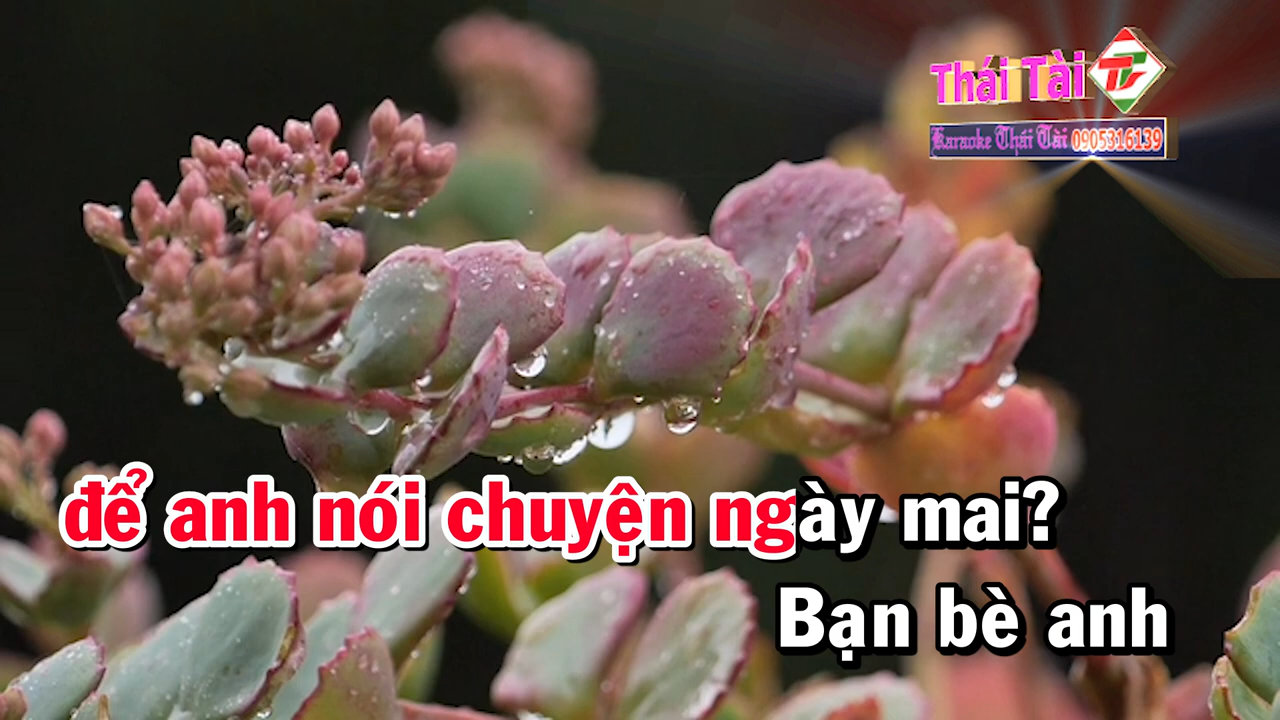 Thái Tài
Karaoke Thái Tài 0905316139
để anh nói chuyện ngày mai?
Bạn bè anh